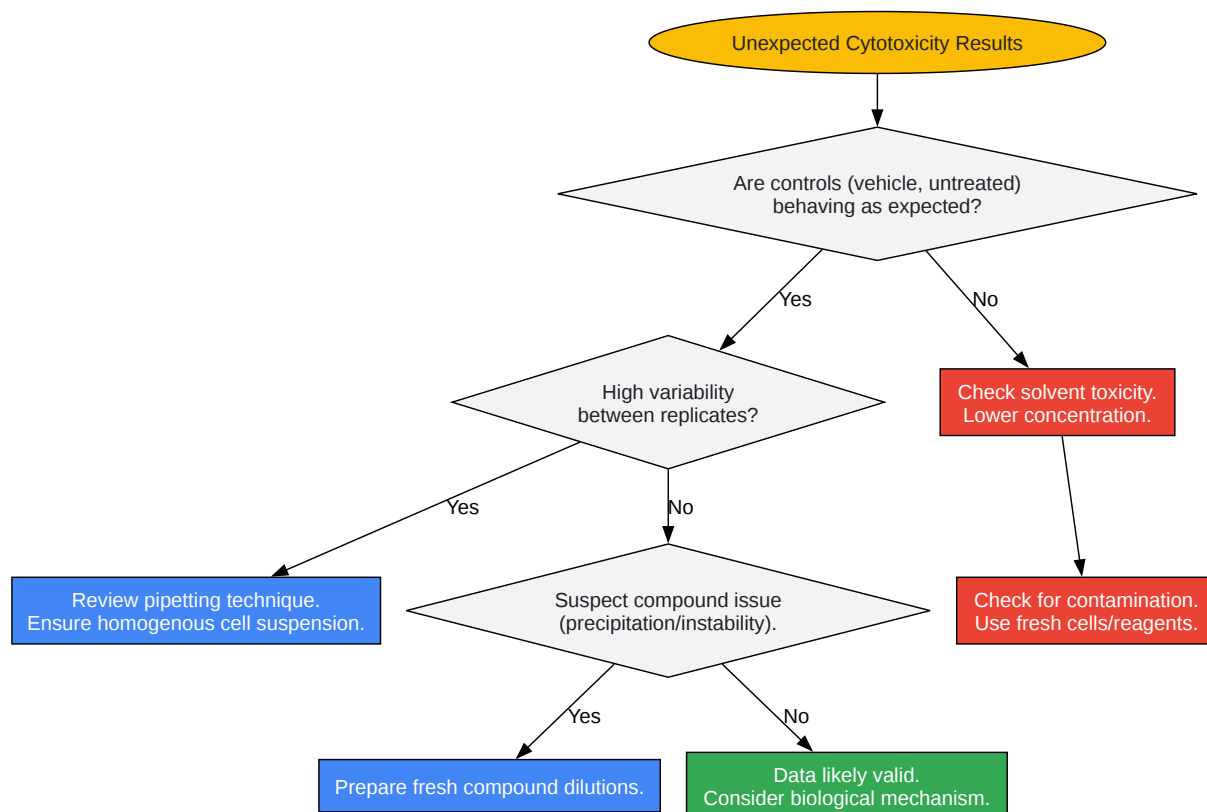 Unexpected Cytotoxicity Results
Are controls (vehicle, untreated)
behaving as expected?
Yes
No
High variability
between replicates?
Check solvent toxicity.
Lower concentration.
Yes
No
Review pipetting technique.
Ensure homogenous cell suspension.
Suspect compound issue
(precipitation/instability).
Check for contamination.
Use fresh cells/reagents.
Yes
No
Prepare fresh compound dilutions.
Data likely valid.
Consider biological mechanism.